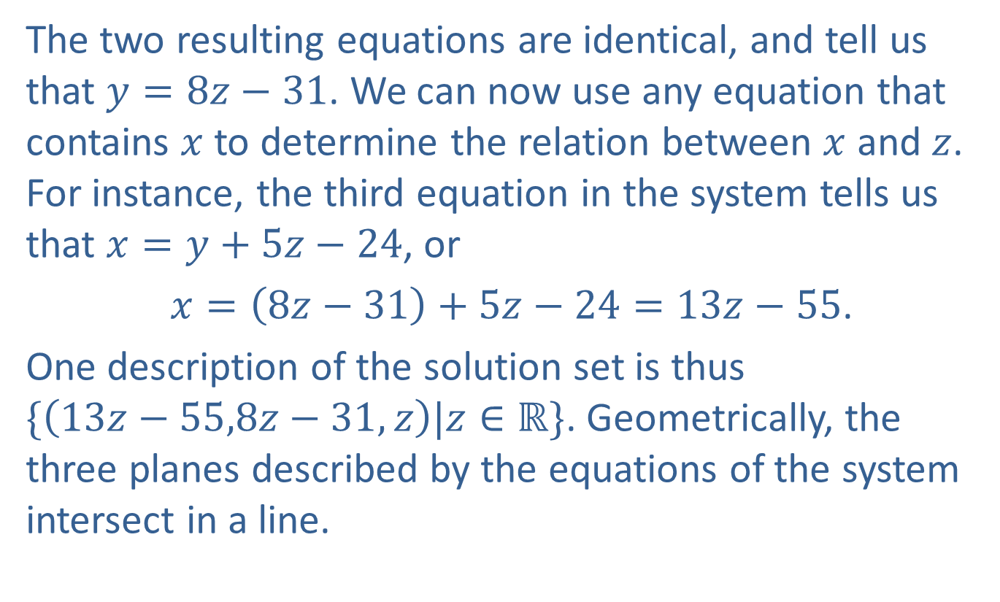 The two resulting equations are identical, and tell us
that 𝑦 = 8𝑧 − 31. We can now use any equation that
contains 𝑥 to determine the relation between 𝑥 and 𝑧.
For instance, the third equation in the system tells us
that 𝑥 = 𝑦 + 5𝑧 − 24, or
𝑥 = (8𝑧 − 31) + 5𝑧 − 24 = 13𝑧 − 55.
One description of the solution set is thus
{(13𝑧 − 55,8𝑧 − 31, 𝑧)|𝑧 ∈ ℝ}. Geometrically, the
three planes described by the equations of the system
intersect in a line.